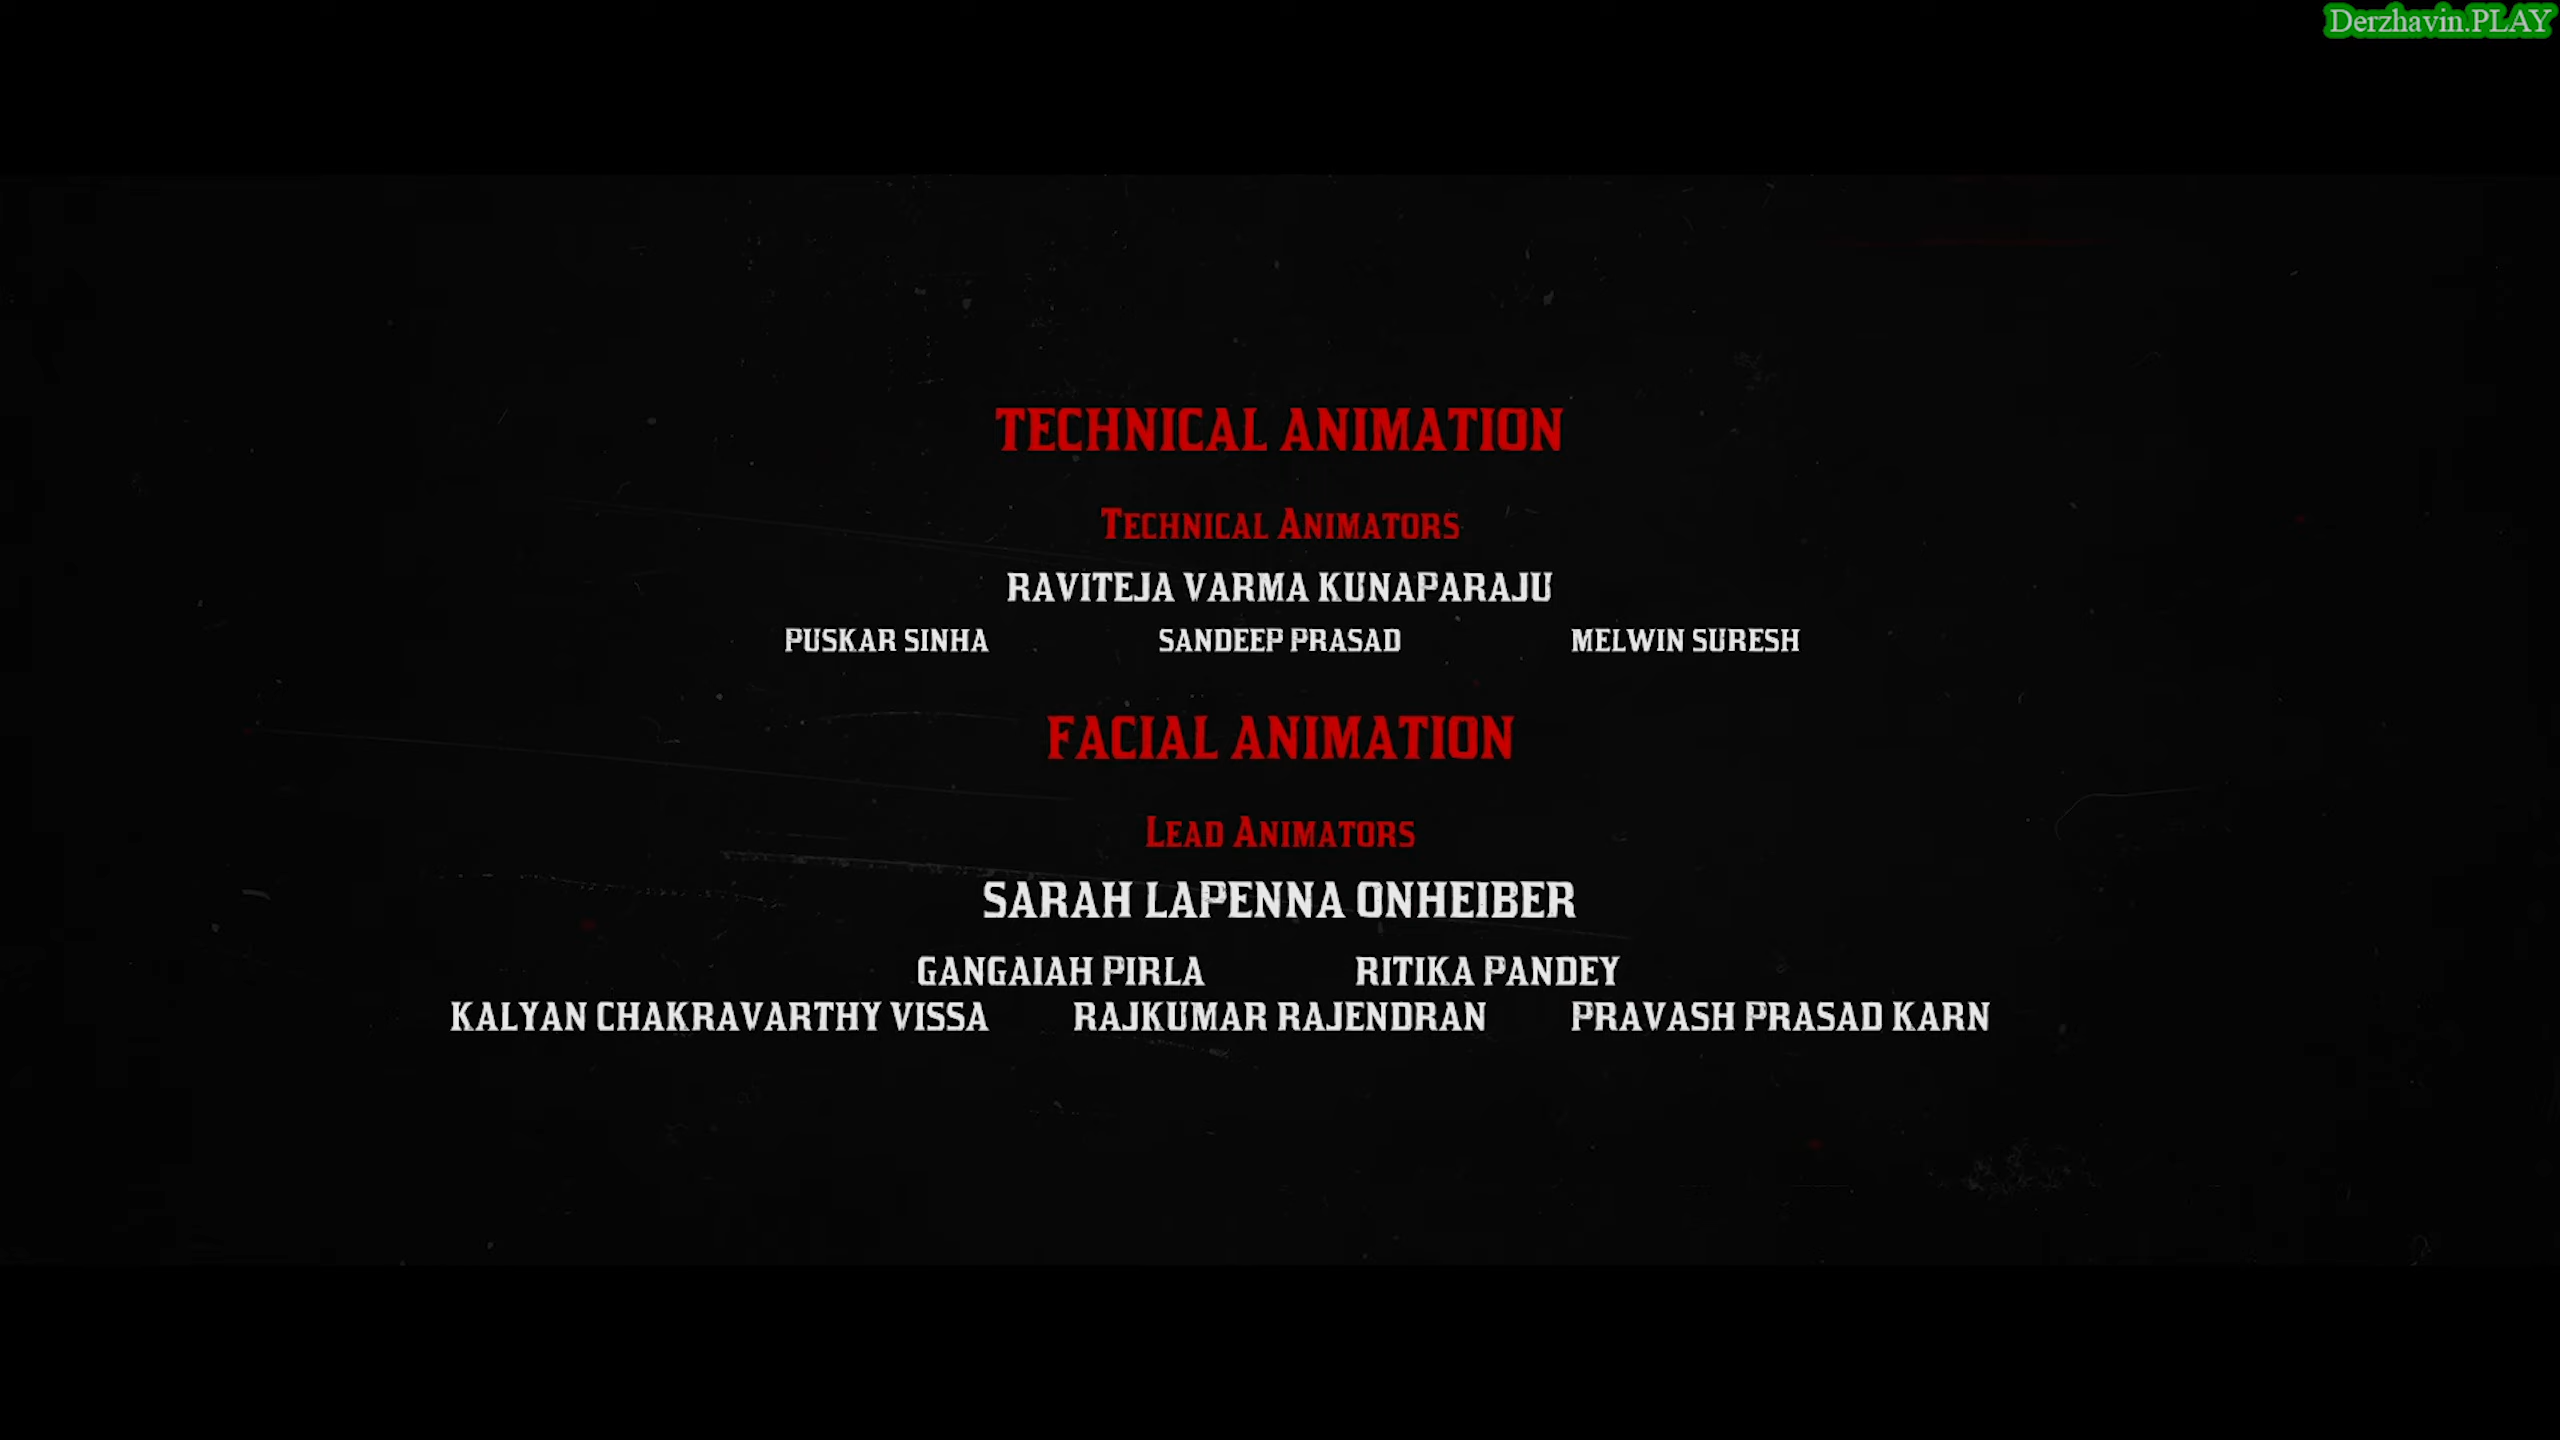 Derzhavin.PLAY
TECHNICAL ANIMATION
TECHNICAL ANIMATORS
RAVITEJA VARMA KUNAPARAJU
PUSKAR SINHA SANDEEP PRASAD MELWIN SURESH
FACIAL ANIMATION
LEAD ANIMATORS
SARAH LAPENNA ONHEIBER
GANGAIAH PIRLA RITIKA PANDEY
KALYAN CHAKRAVARTHY VISSA RAJKUMAR RAJENDRAN PRAVASH PRASAD KARN